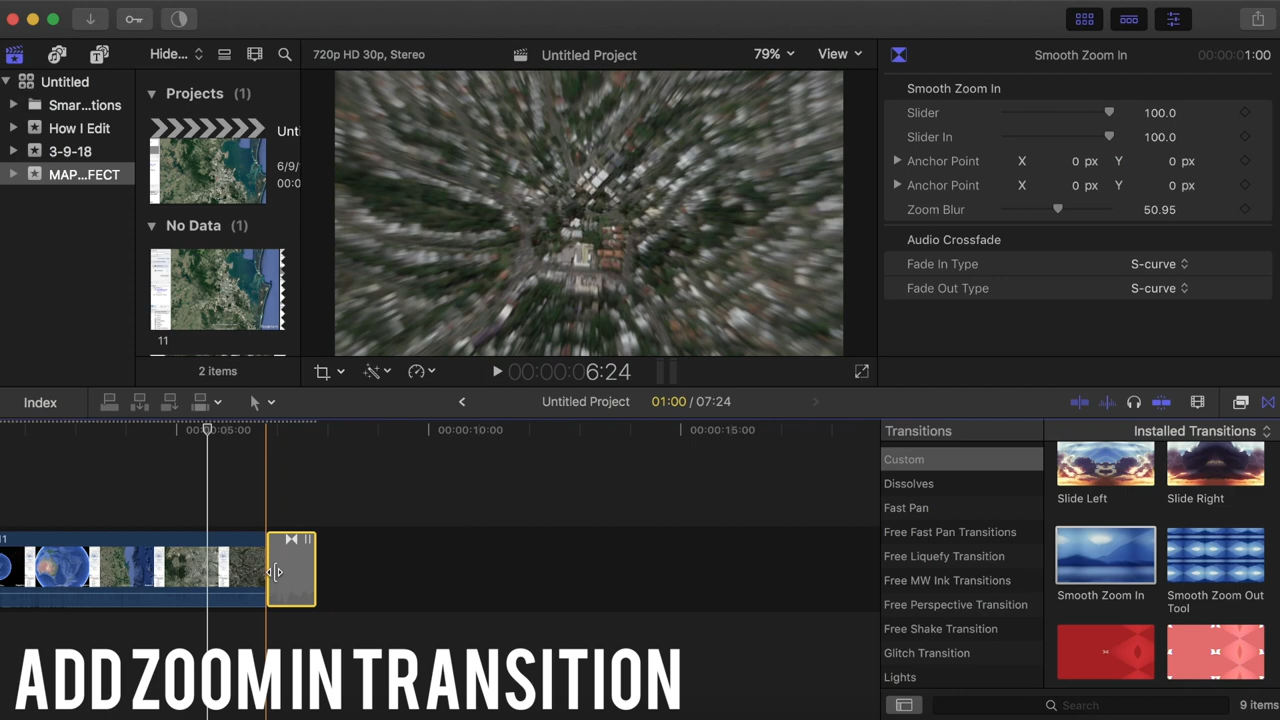 Hide...
720p HD 30p, Stereo
Untitled Project
79%
View
Smooth Zoom In
00:00:01:00
Untitled
Smar...tions
How I Edit
3-9-18
MAP...FECT
Projects (1)
Unti
6/9/
00:0
No Data (1)
11
2 items
Smooth Zoom In
Slider 100.0
Slider In 100.0
Anchor Point X 0 px Y 0 px
Anchor Point X 0 px Y 0 px
Zoom Blur 50.95
Audio Crossfade
Fade In Type S-curve
Fade Out Type S-curve
00:00:06:24
Index
Untitled Project
01:00 / 07:24
00:00:05:00
00:00:10:00
00:00:15:00
11
Transitions
Installed Transitions
Custom
Dissolves
Fast Pan
Free Fast Pan Transitions
Free Liquefy Transition
Free MW Ink Transitions
Free Perspective Transition
Free Shake Transition
Glitch Transition
Lights
Slide Left
Slide Right
Smooth Zoom In
Smooth Zoom Out
Tool
Search
9 items
ADD ZOOM IN TRANSITION